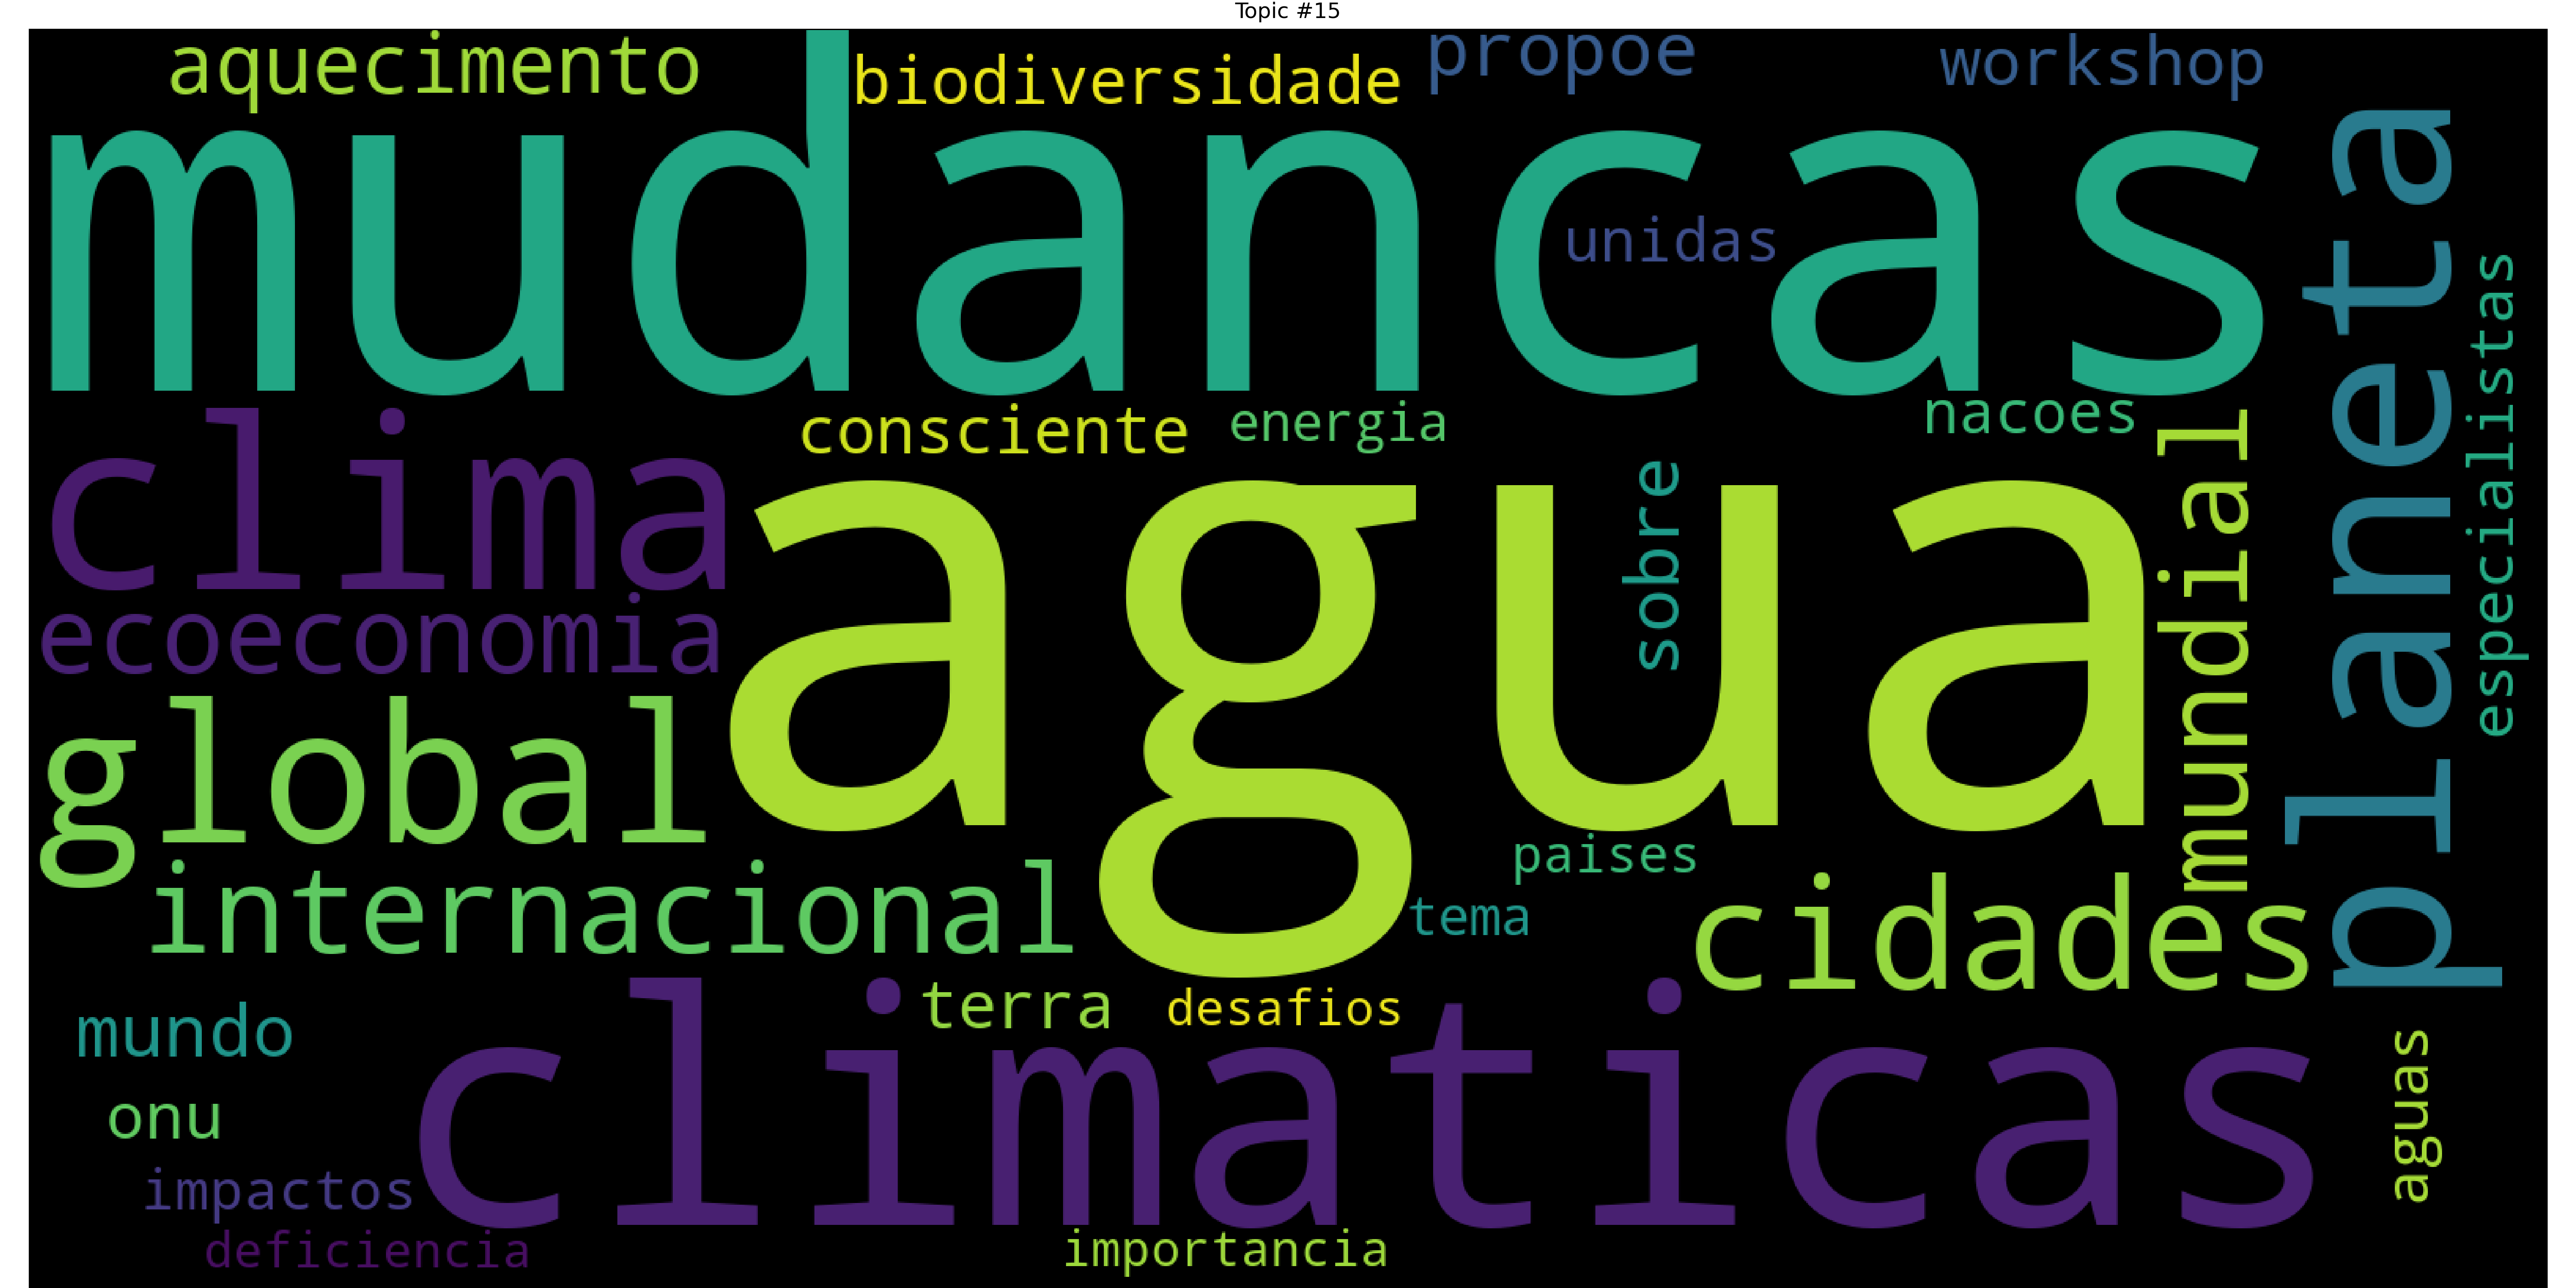 Topic #15
aquecimento
biodiversidade
propoe
workshop
mudancas
unidas
planeta
especialistas
clima
consciente
energia
nacoes
mundial
sobre
agua
ecoeconomia
global
internacional
paises
tema
cidades
terra
desafios
mundo
climaticas
aguas
onu
impactos
deficiencia
importancia